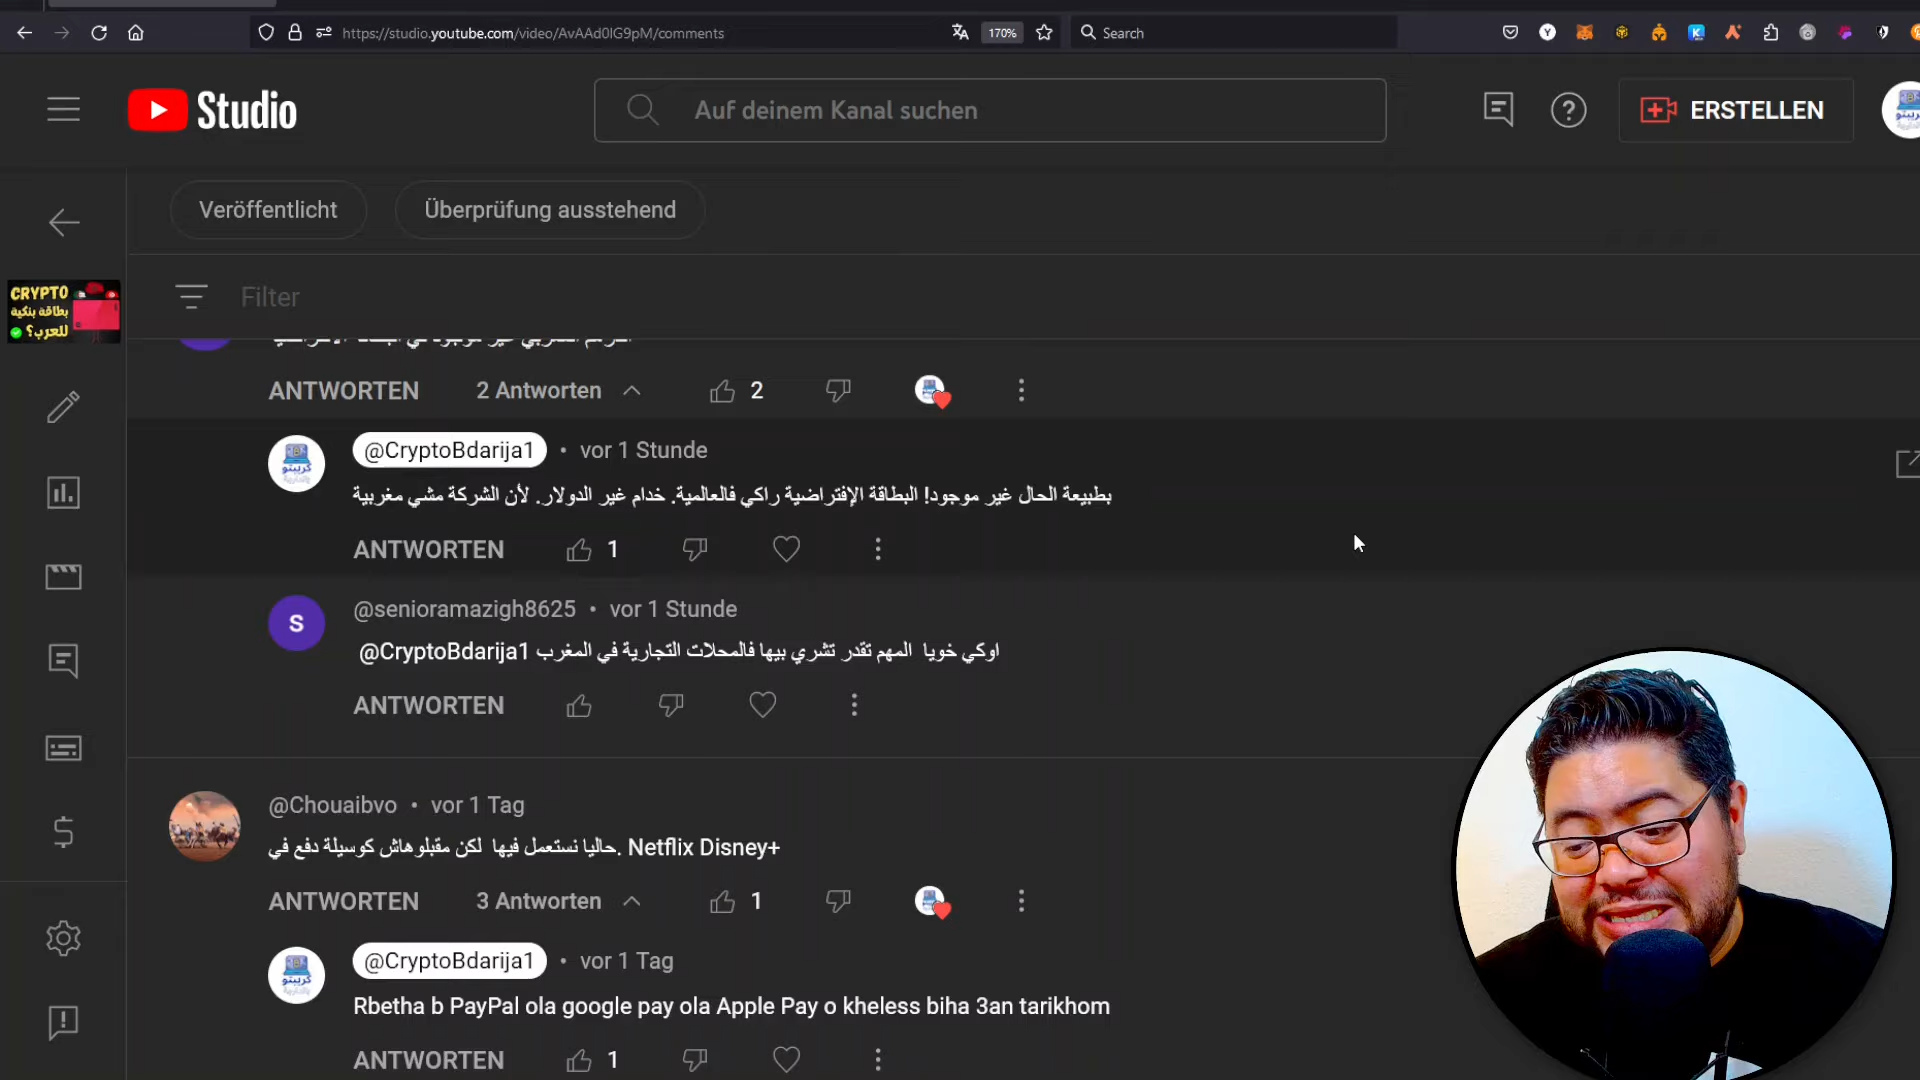 https://studio.youtube.com/video/AvAAd0lG9pM/comments
170%
Search
Studio
Auf deinem Kanal suchen
ERSTELLEN
Veröffentlicht
Überprüfung ausstehend
CRYPTO
بطاقة بنكية
للعرب؟
Filter
ANTWORTEN
2 Antworten
2
@CryptoBdarija1 • vor 1 Stunde
بطبيعة الحال غير موجود! البطاقة الإفتراضية راكي فالعالمية. خدام غير الدولار. لأن الشركة مشي مغربية
ANTWORTEN
1
S
@senioramazigh8625 • vor 1 Stunde
@CryptoBdarija1 اوكي خويا المهم تقدر تشري بيها فالمحلات التجارية في المغرب
ANTWORTEN
@Chouaibvo • vor 1 Tag
حاليا نستعمل فيها لكن مقبلوهاش كوسيلة دفع في. Netflix Disney+
ANTWORTEN
3 Antworten
1
@CryptoBdarija1 • vor 1 Tag
Rbetha b PayPal ola google pay ola Apple Pay o kheless biha 3an tarikhom
ANTWORTEN
1